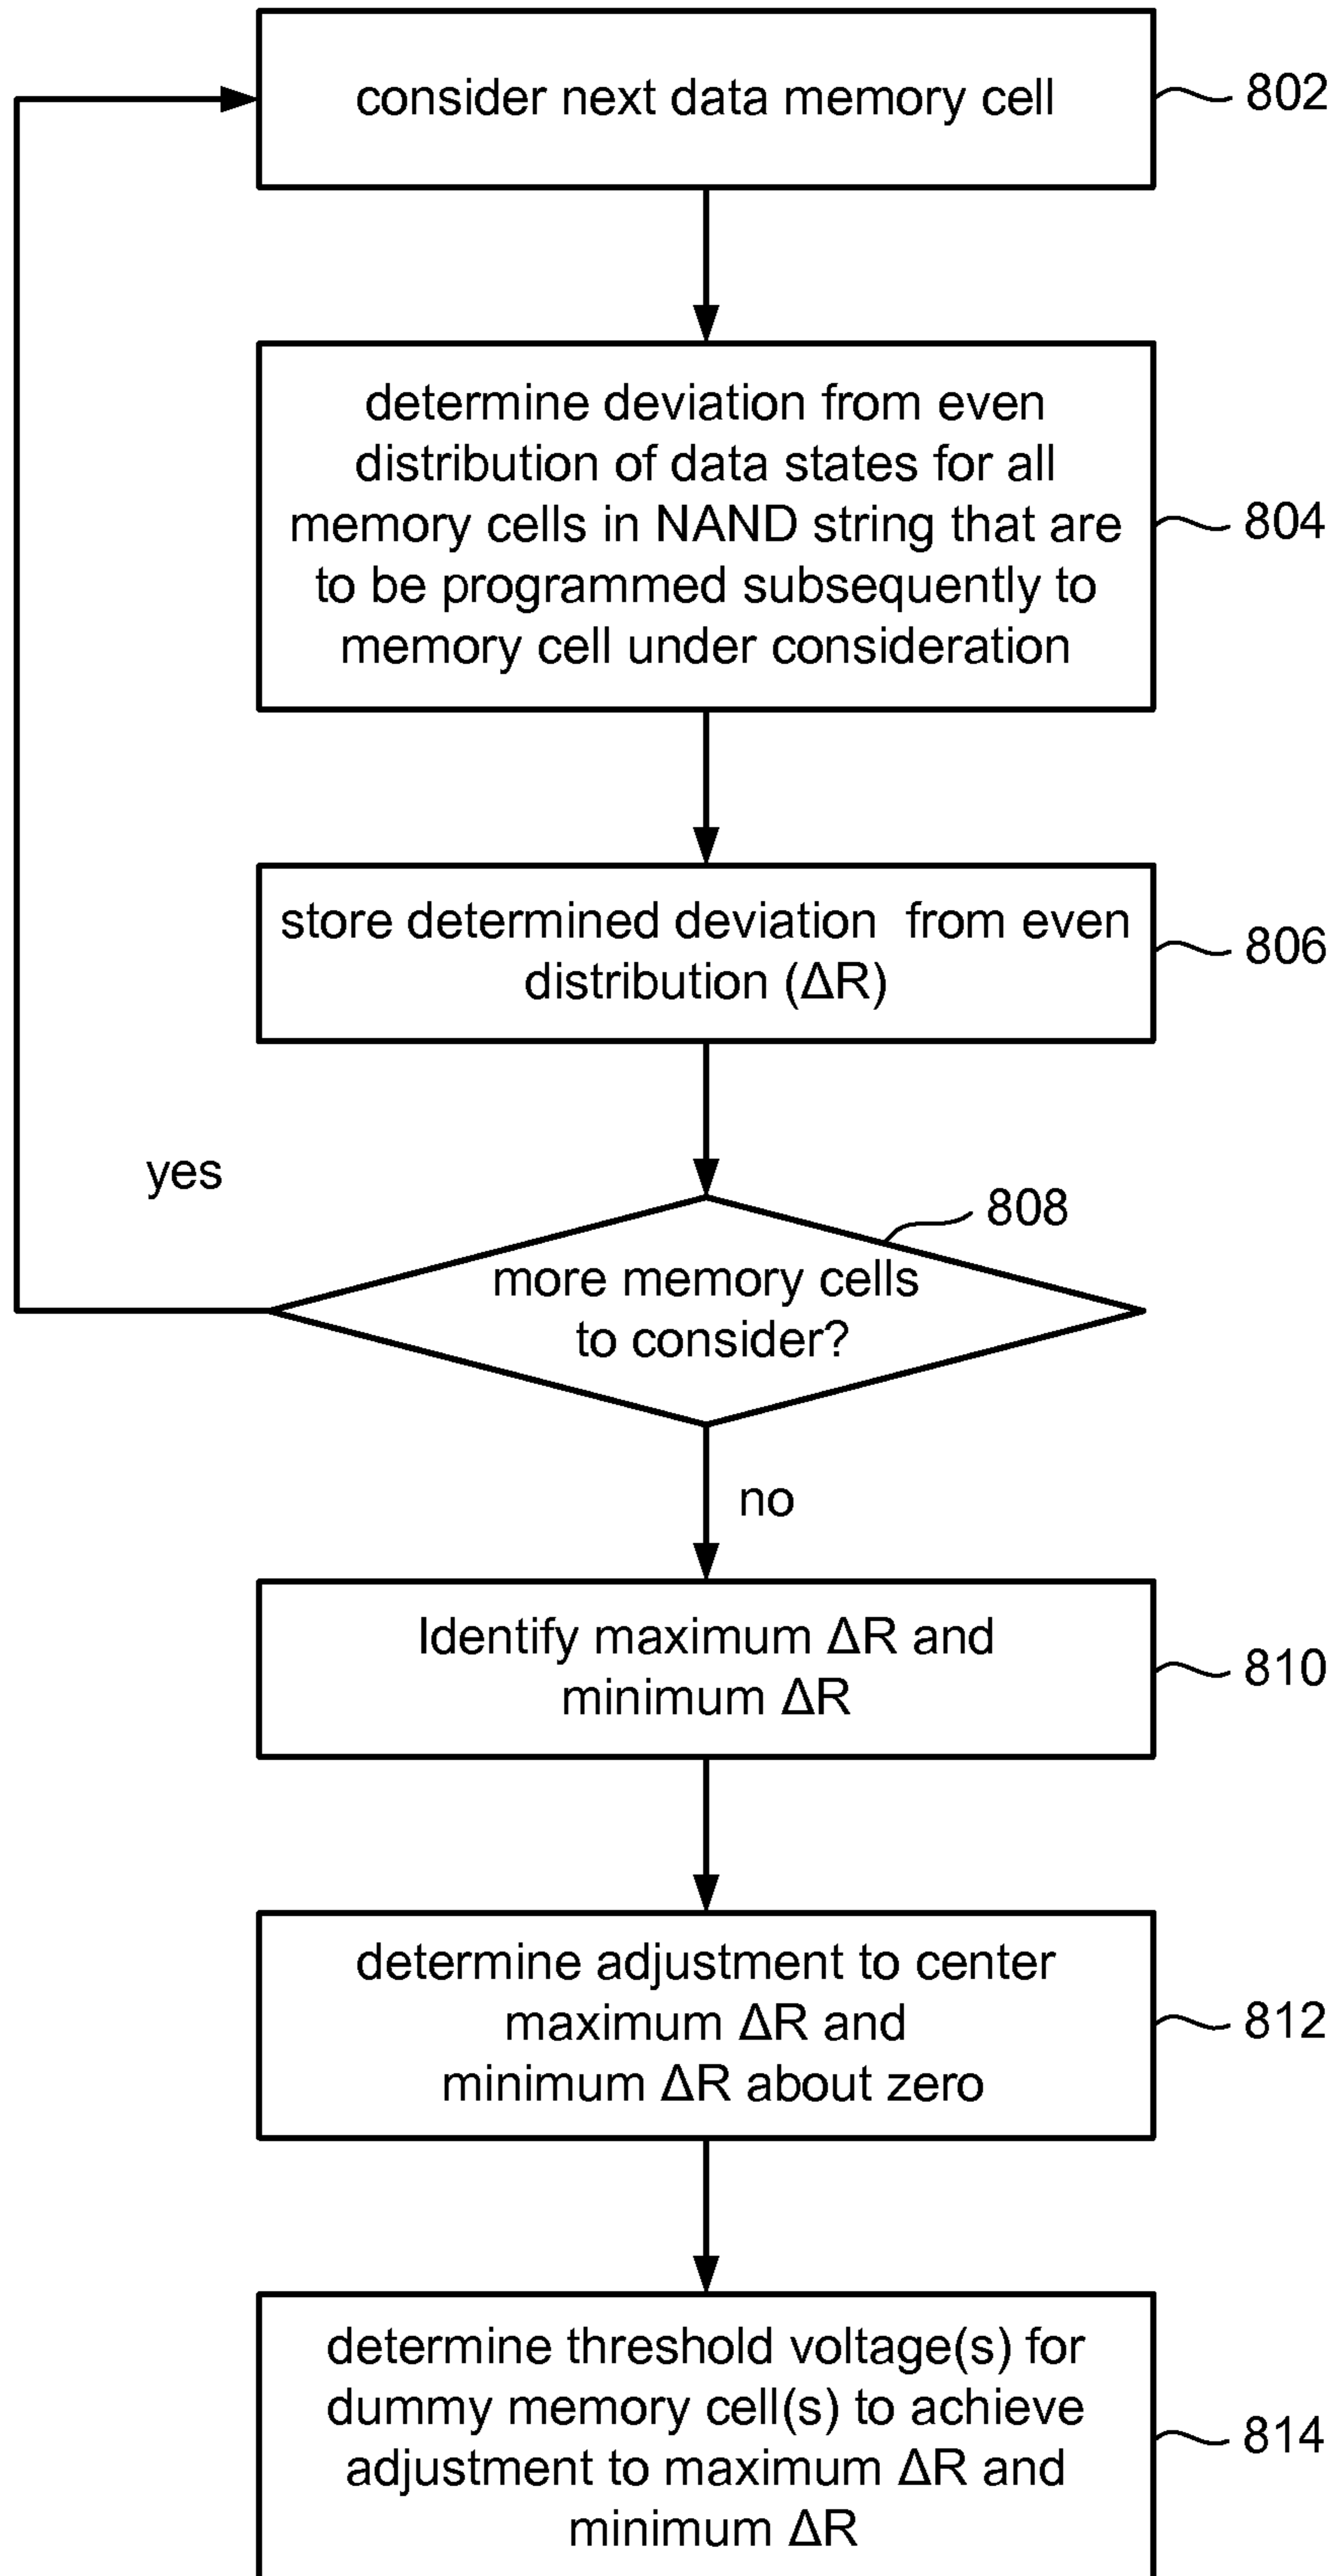 consider next data memory cell
802
determine deviation from even
distribution of data states for all
memory cells in NAND string that are
to be programmed subsequently to
memory cell under consideration
804
store determined deviation from even
distribution (ΔR)
806
yes
808
more memory cells
to consider?
no
Identify maximum ΔR and
minimum ΔR
810
determine adjustment to center
maximum ΔR and
minimum ΔR about zero
812
determine threshold voltage(s) for
dummy memory cell(s) to achieve
adjustment to maximum ΔR and
minimum ΔR
814